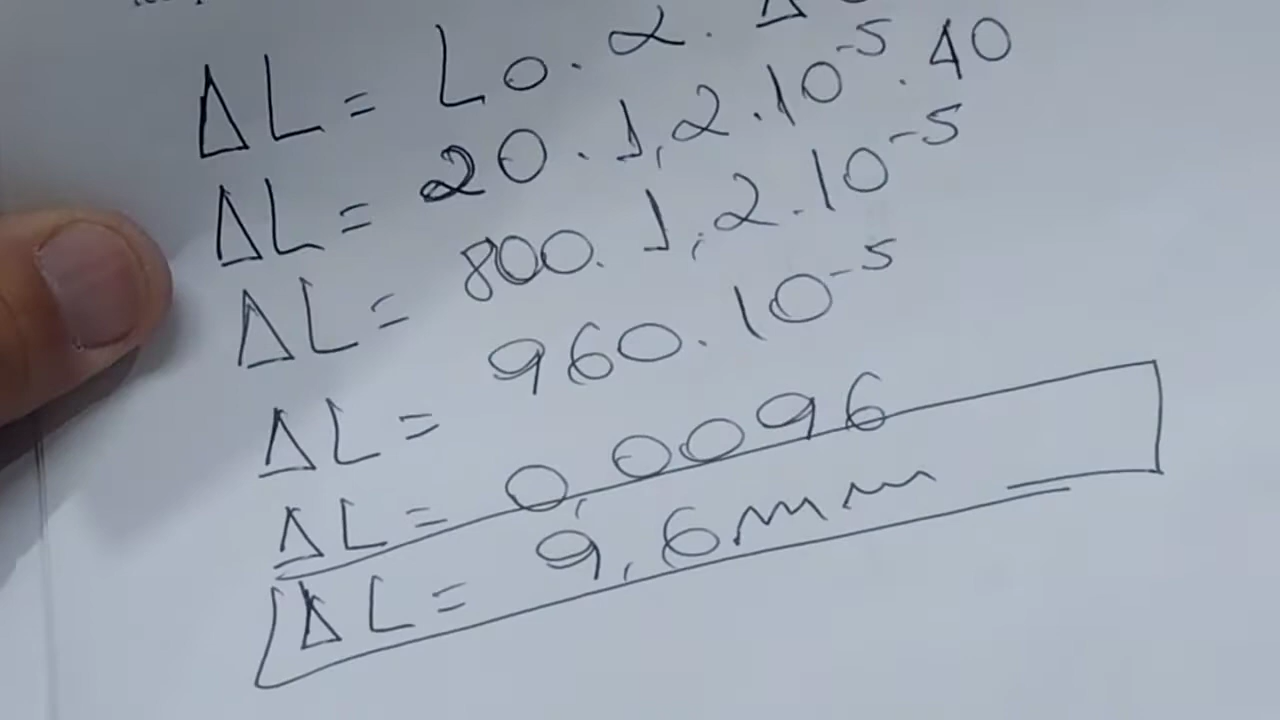 ΔL = L0 . α . Δ
ΔL = 20 . 1,2 . 10⁻⁵ . 40
ΔL = 800 . 1,2 . 10⁻⁵
ΔL = 960 . 10⁻⁵
ΔL = 0,0096
ΔL = 9,6mm